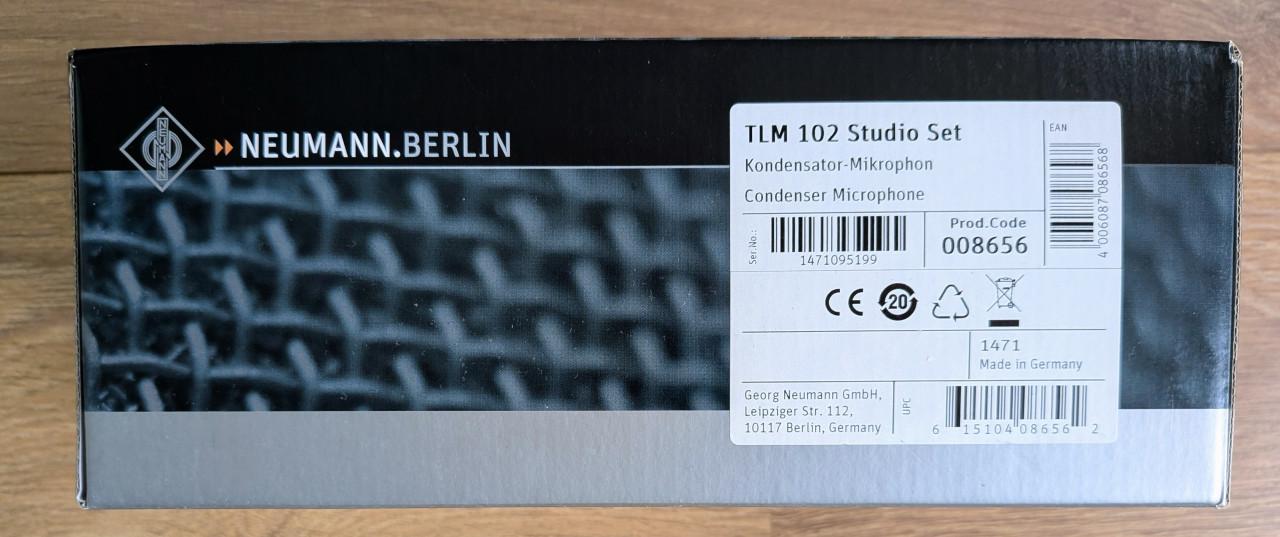 NEUMANN
NEUMANN.BERLIN
TLM 102 Studio Set
Kondensator-Mikrophon
Condenser Microphone
EAN
4 006087 086568
Ser.No.:
1471095199
Prod.Code
008656
CE
20
1471
Made in Germany
Georg Neumann GmbH,
Leipziger Str. 112,
10117 Berlin, Germany
UPC
6 15104 08656 2